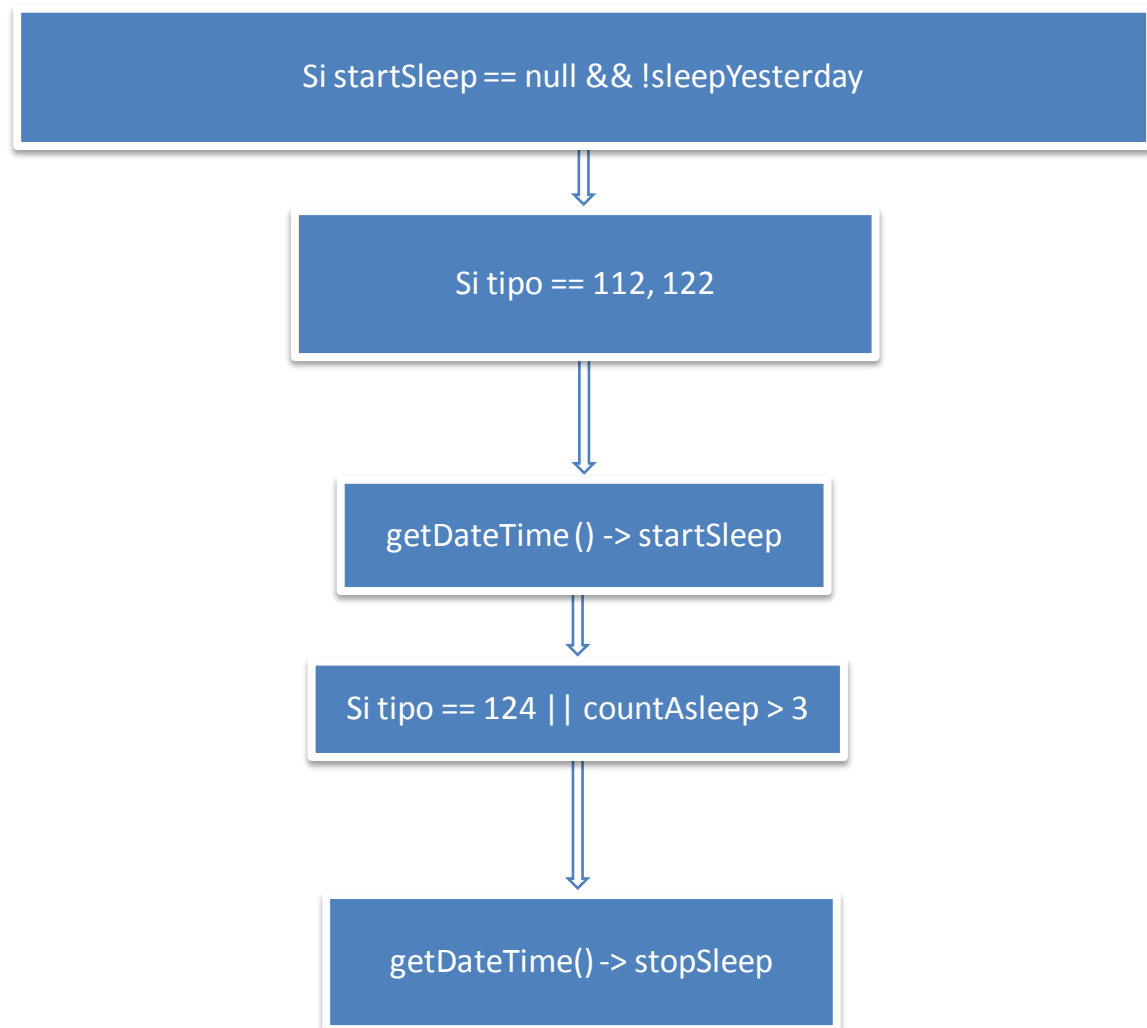 Si startSleep == null && !sleepYesterday
Si tipo == 112, 122
getDateTime () -> startSleep
Si tipo == 124 || countAsleep > 3
getDateTime() -> stopSleep